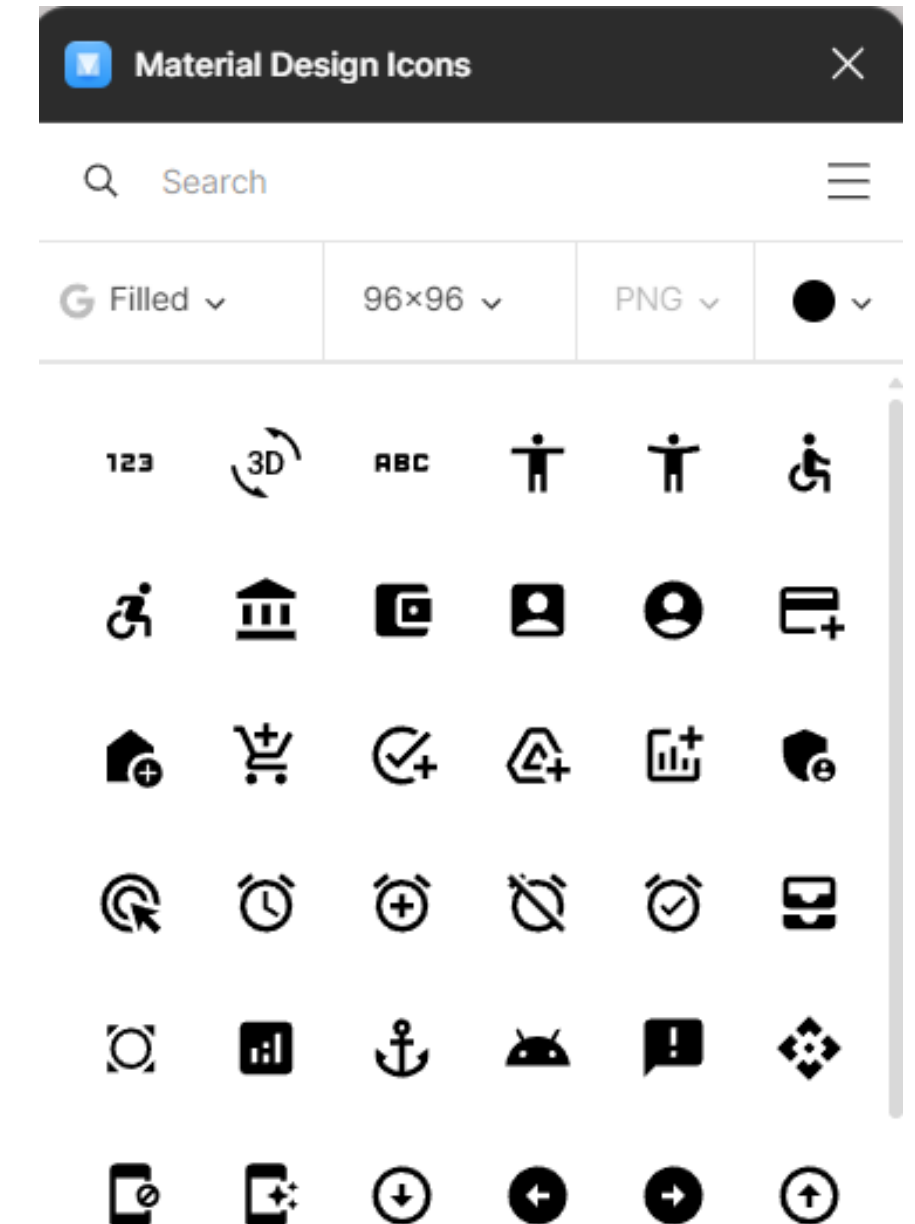 Material Design Icons
Search
Filled
96×96
PNG
123
3D
ABC